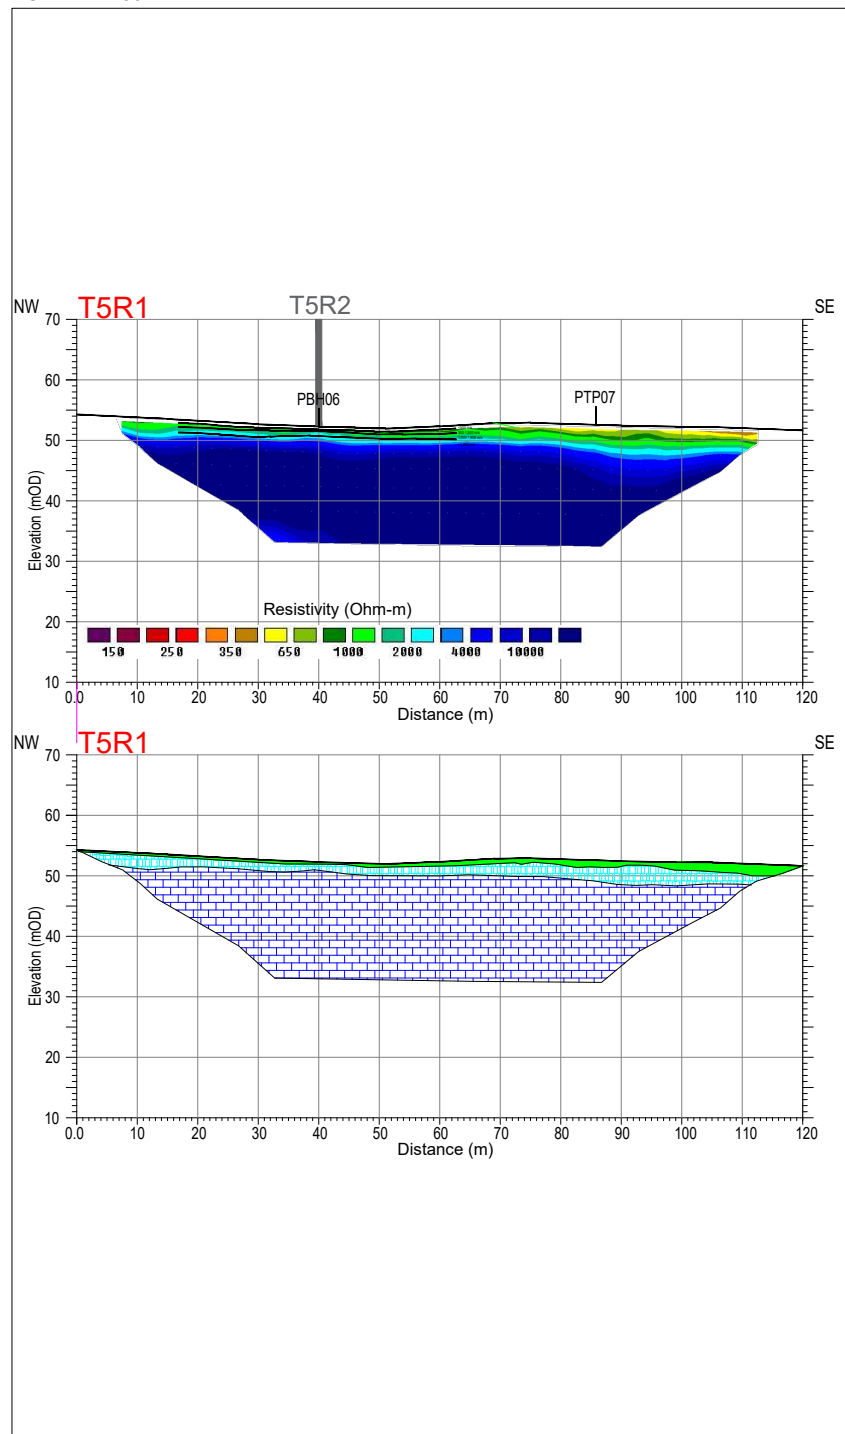 NW T5R1 T5R2 SE
70
60
PBH06 PTP07
50
40
30
20
10
Elevation (mOD)
Resistivity (Ohm-m)
150 250 350 650 1000 2000 4000 10000
0.0 10 20 30 40 50 60 70 80 90 100 110 120
Distance (m)
NW T5R1 SE
70
60
50
40
30
20
10
Elevation (mOD)
0.0 10 20 30 40 50 60 70 80 90 100 110 120
Distance (m)